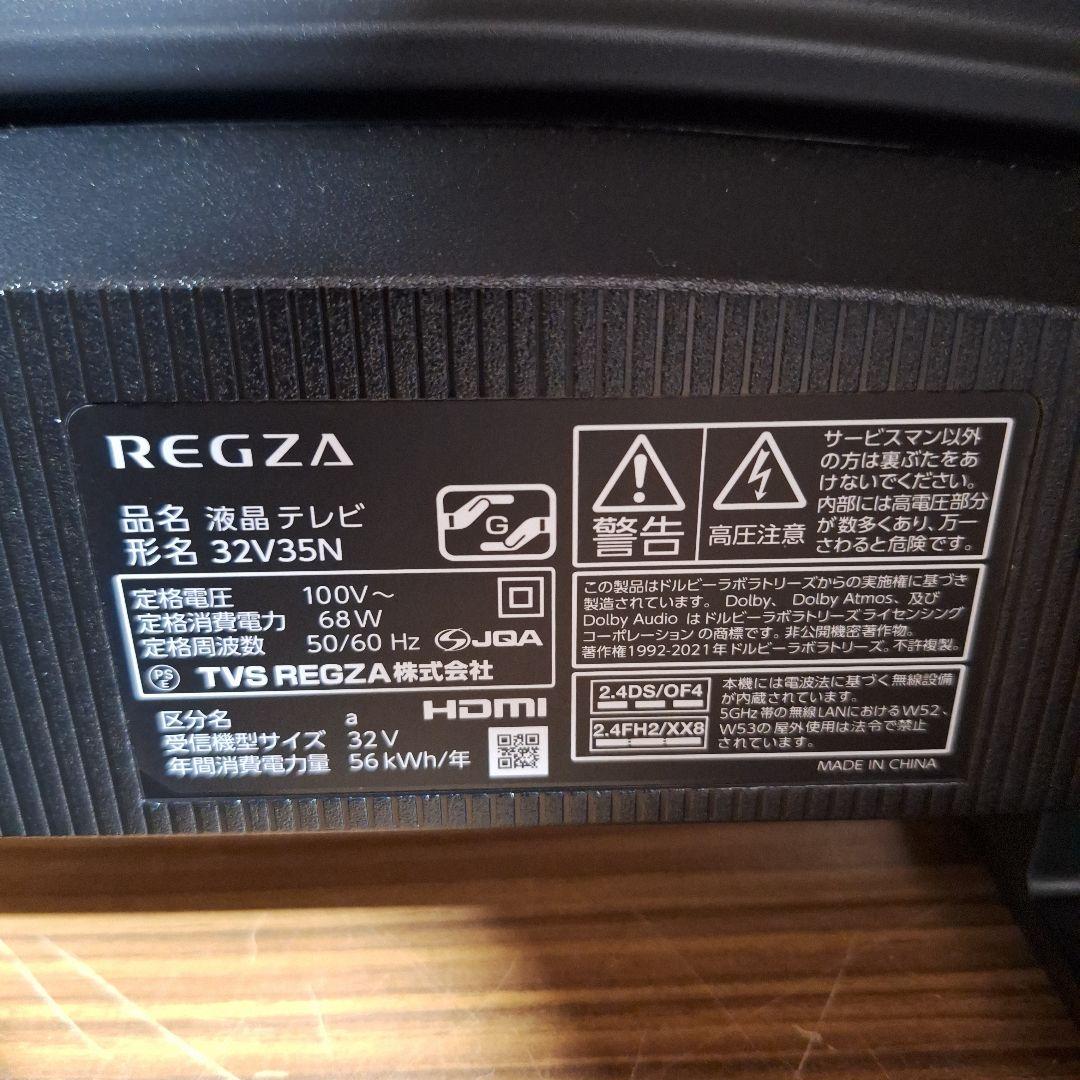 REGZA
品名 液晶テレビ
形名 32V35N
G
定格電圧 100V～
定格消費電力 68W
定格周波数 50/60 Hz JQA
PSE TVS REGZA株式会社
区分名 a HDMI
受信機型サイズ 32V
年間消費電力量 56kWh/年
警告
高圧注意
サービスマン以外
の方は裏ぶたをあ
けないでください。
内部には高電圧部分
が数多くあり、万一
さわると危険です。
この製品はドルビーラボラトリーズからの実施権に基づき
製造されています。 Dolby、 Dolby Atmos、及び
Dolby Audio はドルビーラボラトリーズライセンシング
コーポレーションの商標です。非公開機密著作物。
著作権1992-2021年ドルビーラボラトリーズ。不許複製。
2.4DS/OF4
2.4FH2/XX8
本機には電波法に基づく無線設備
が内蔵されています。
5GHz帯の無線LANにおけるW52、
W53の屋外使用は法令で禁止
されています。
MADE IN CHINA